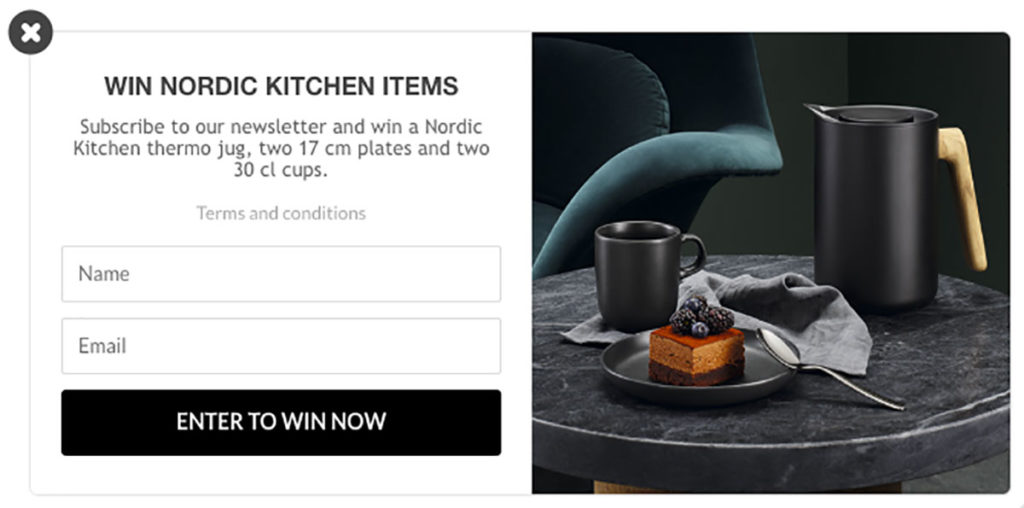 WIN NORDIC KITCHEN ITEMS
Subscribe to our newsletter and win a Nordic
Kitchen thermo jug, two 17 cm plates and two
30 cl cups.
Terms and conditions
Name
Email
ENTER TO WIN NOW